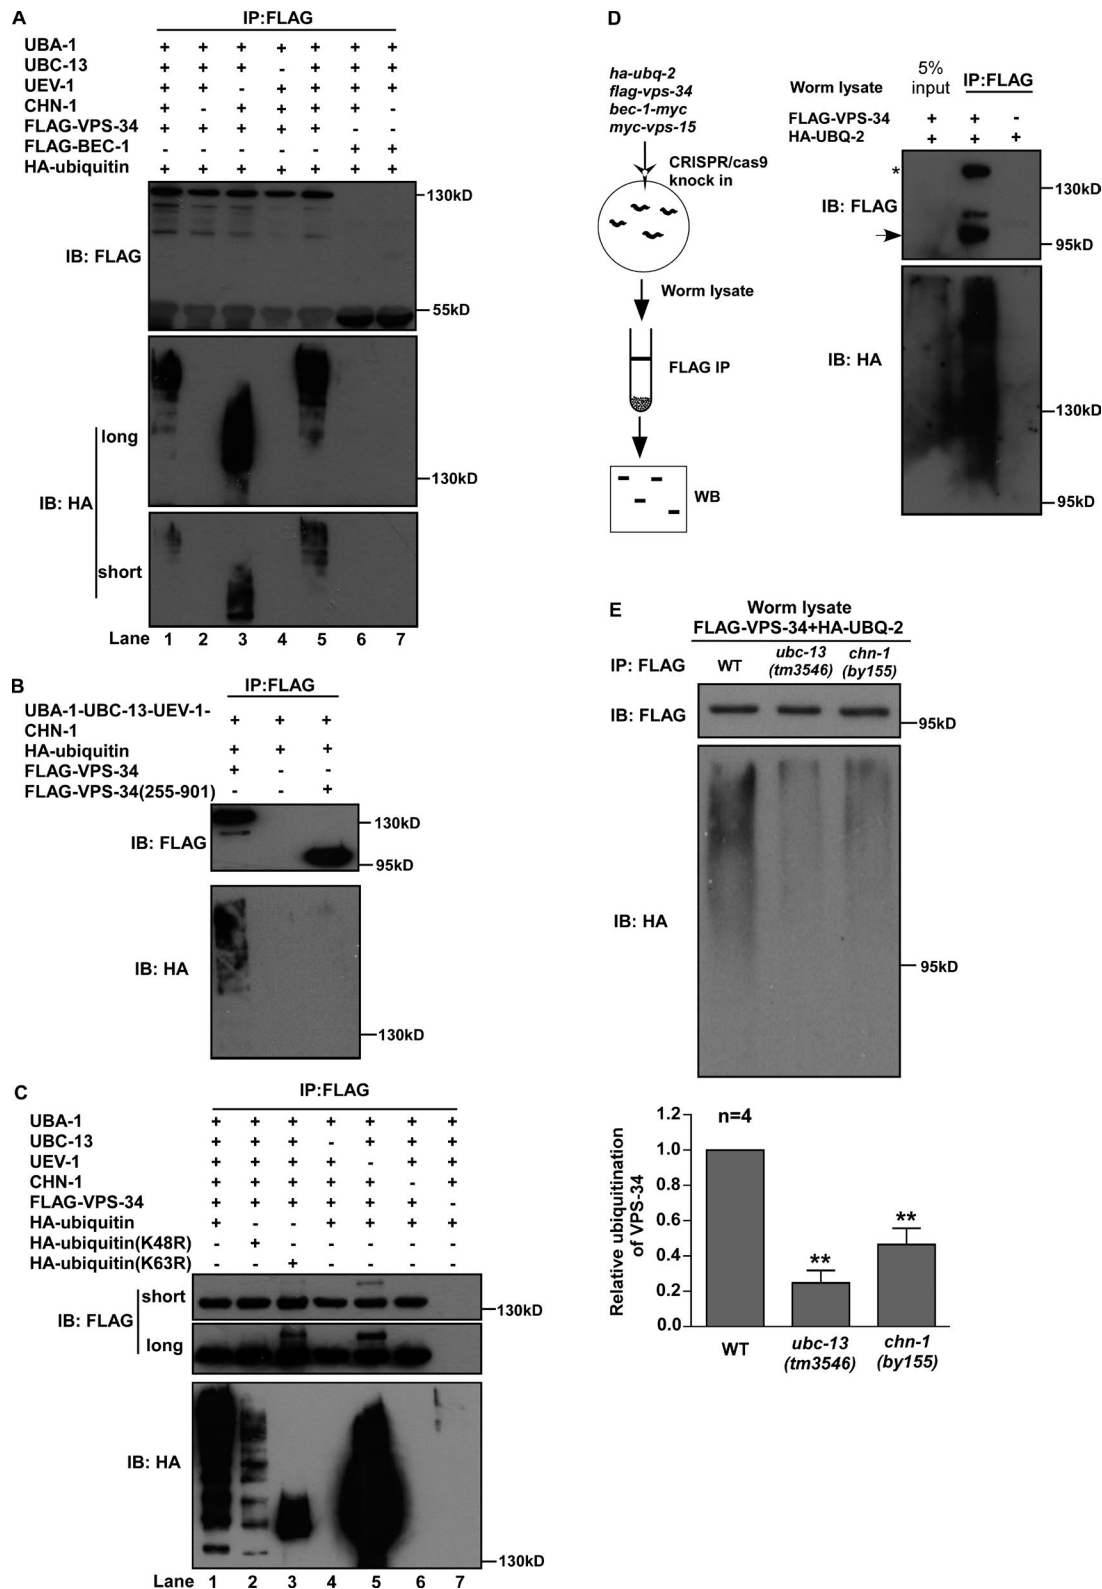 A
IP:FLAG
UBA-1 + + + + + + +
UBC-13 + + + - + + +
UEV-1 + + - + + + +
CHN-1 + - + + + + -
FLAG-VPS-34 + + + + + - -
FLAG-BEC-1 - - - - - + +
HA-ubiquitin + + + + + + +
IB: FLAG
130kD
55kD
IB: HA
long
130kD
short
Lane 1 2 3 4 5 6 7
B
IP:FLAG
UBA-1-UBC-13-UEV-1-
CHN-1 + + +
HA-ubiquitin + + +
FLAG-VPS-34 + - -
FLAG-VPS-34(255-901) - - +
IB: FLAG
130kD
95kD
IB: HA
130kD
C
IP:FLAG
UBA-1 + + + + + + +
UBC-13 + + + - + + +
UEV-1 + + + + - + +
CHN-1 + + + + + - +
FLAG-VPS-34 + + + + + + -
HA-ubiquitin + - - + + + +
HA-ubiquitin(K48R) - + - - - - -
HA-ubiquitin(K63R) - - + - - - -
IB: FLAG
short
130kD
long
IB: HA
130kD
Lane 1 2 3 4 5 6 7
D
ha-ubq-2
flag-vps-34
bec-1-myc
myc-vps-15
CRISPR/cas9
knock in
Worm lysate
FLAG IP
WB
Worm lysate
5%
input
IP:FLAG
FLAG-VPS-34 + + -
HA-UBQ-2 + + +
*
IB: FLAG
130kD
95kD
IB: HA
130kD
95kD
E
Worm lysate
FLAG-VPS-34+HA-UBQ-2
IP: FLAG
WT
ubc-13
(tm3546)
chn-1
(by155)
IB: FLAG
95kD
IB: HA
95kD
Relative ubiquitination
of VPS-34
1.2
1.0
0.8
0.6
0.4
0.2
0.0
n=4
**
**
WT
ubc-13
(tm3546)
chn-1
(by155)